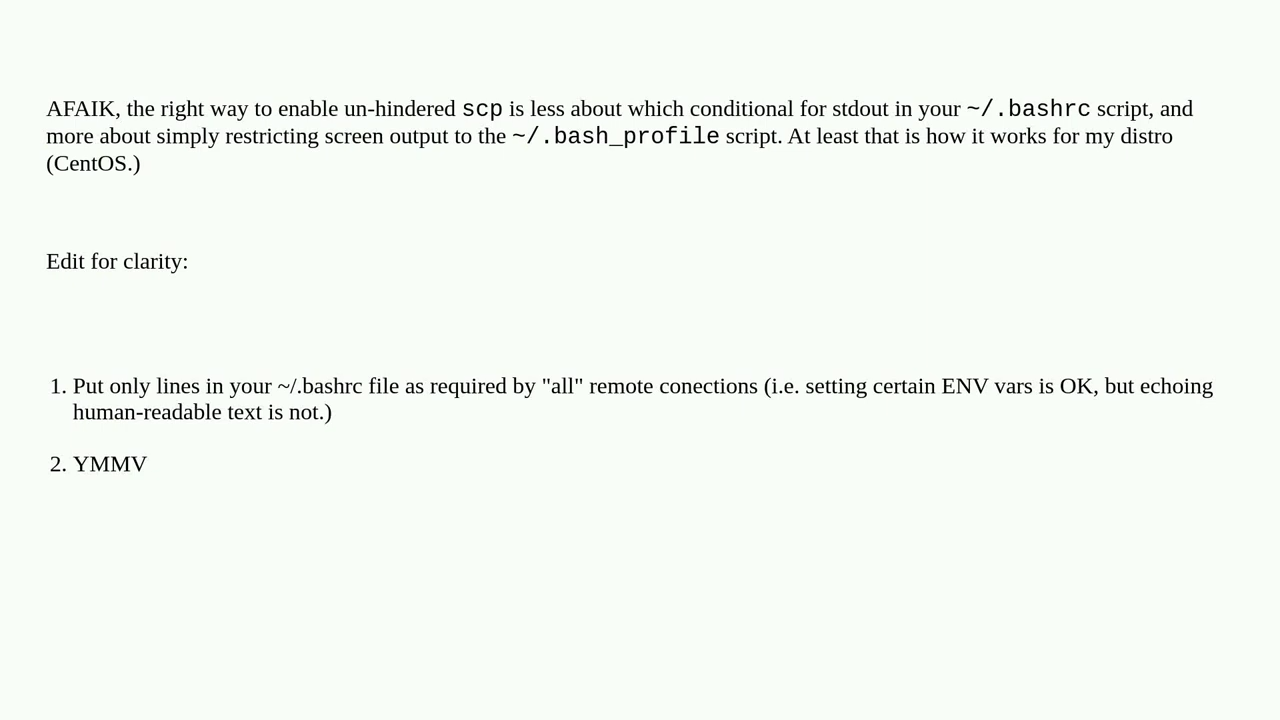 AFAIK, the right way to enable un-hindered scp is less about which conditional for stdout in your ~/.bashrc script, and
more about simply restricting screen output to the ~/.bash_profile script. At least that is how it works for my distro
(CentOS.)
Edit for clarity:
1. Put only lines in your ~/.bashrc file as required by "all" remote conections (i.e. setting certain ENV vars is OK, but echoing
human-readable text is not.)
2. YMMV